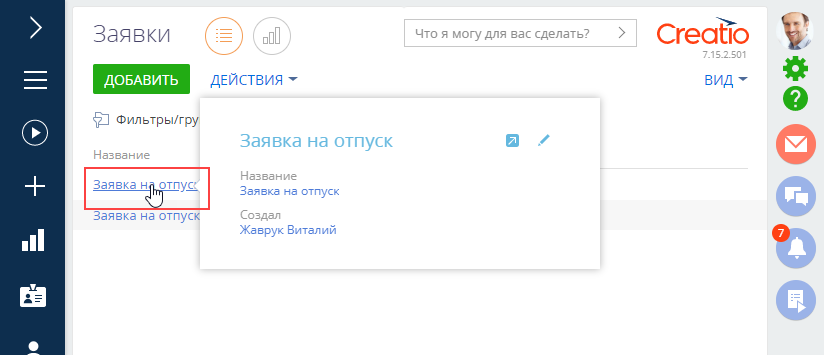 Заявки
Что я могу для вас сделать?
Creatio
7.15.2.501
ДОБАВИТЬ
ДЕЙСТВИЯ
ВИД
Фильтры/гру
Название
Заявка на отпуск
Заявка на отпуск
Заявка на отпуск
Название
Заявка на отпуск
Создал
Жаврук Виталий
7